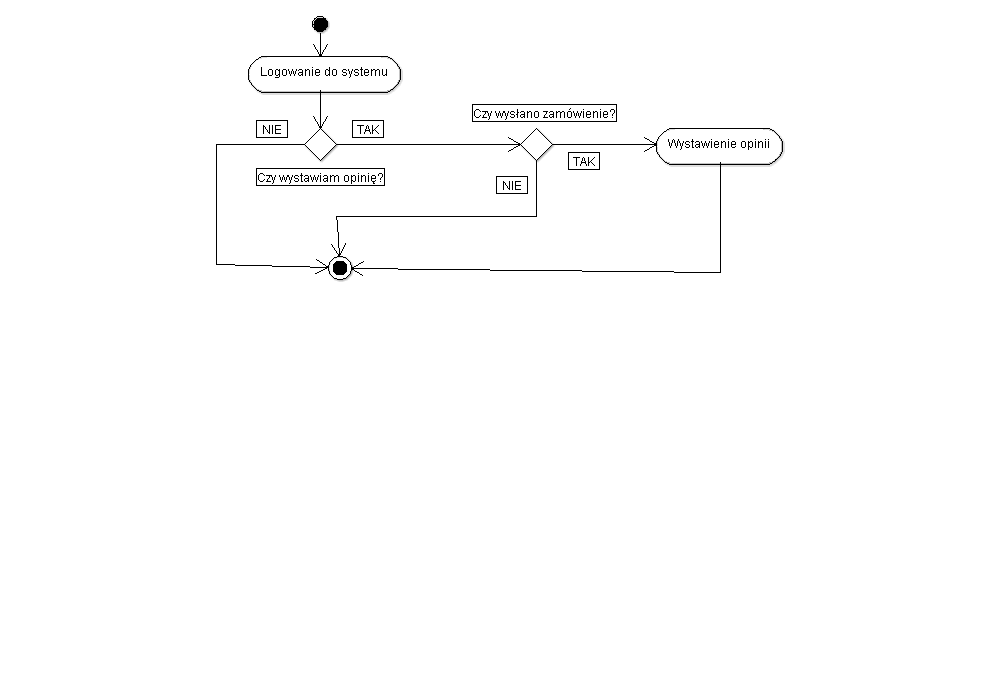 Logowanie do systemu
Czy wysłano zamówienie?
NIE
TAK
Wystawienie opinii
TAK
Czy wystawiam opinię?
NIE